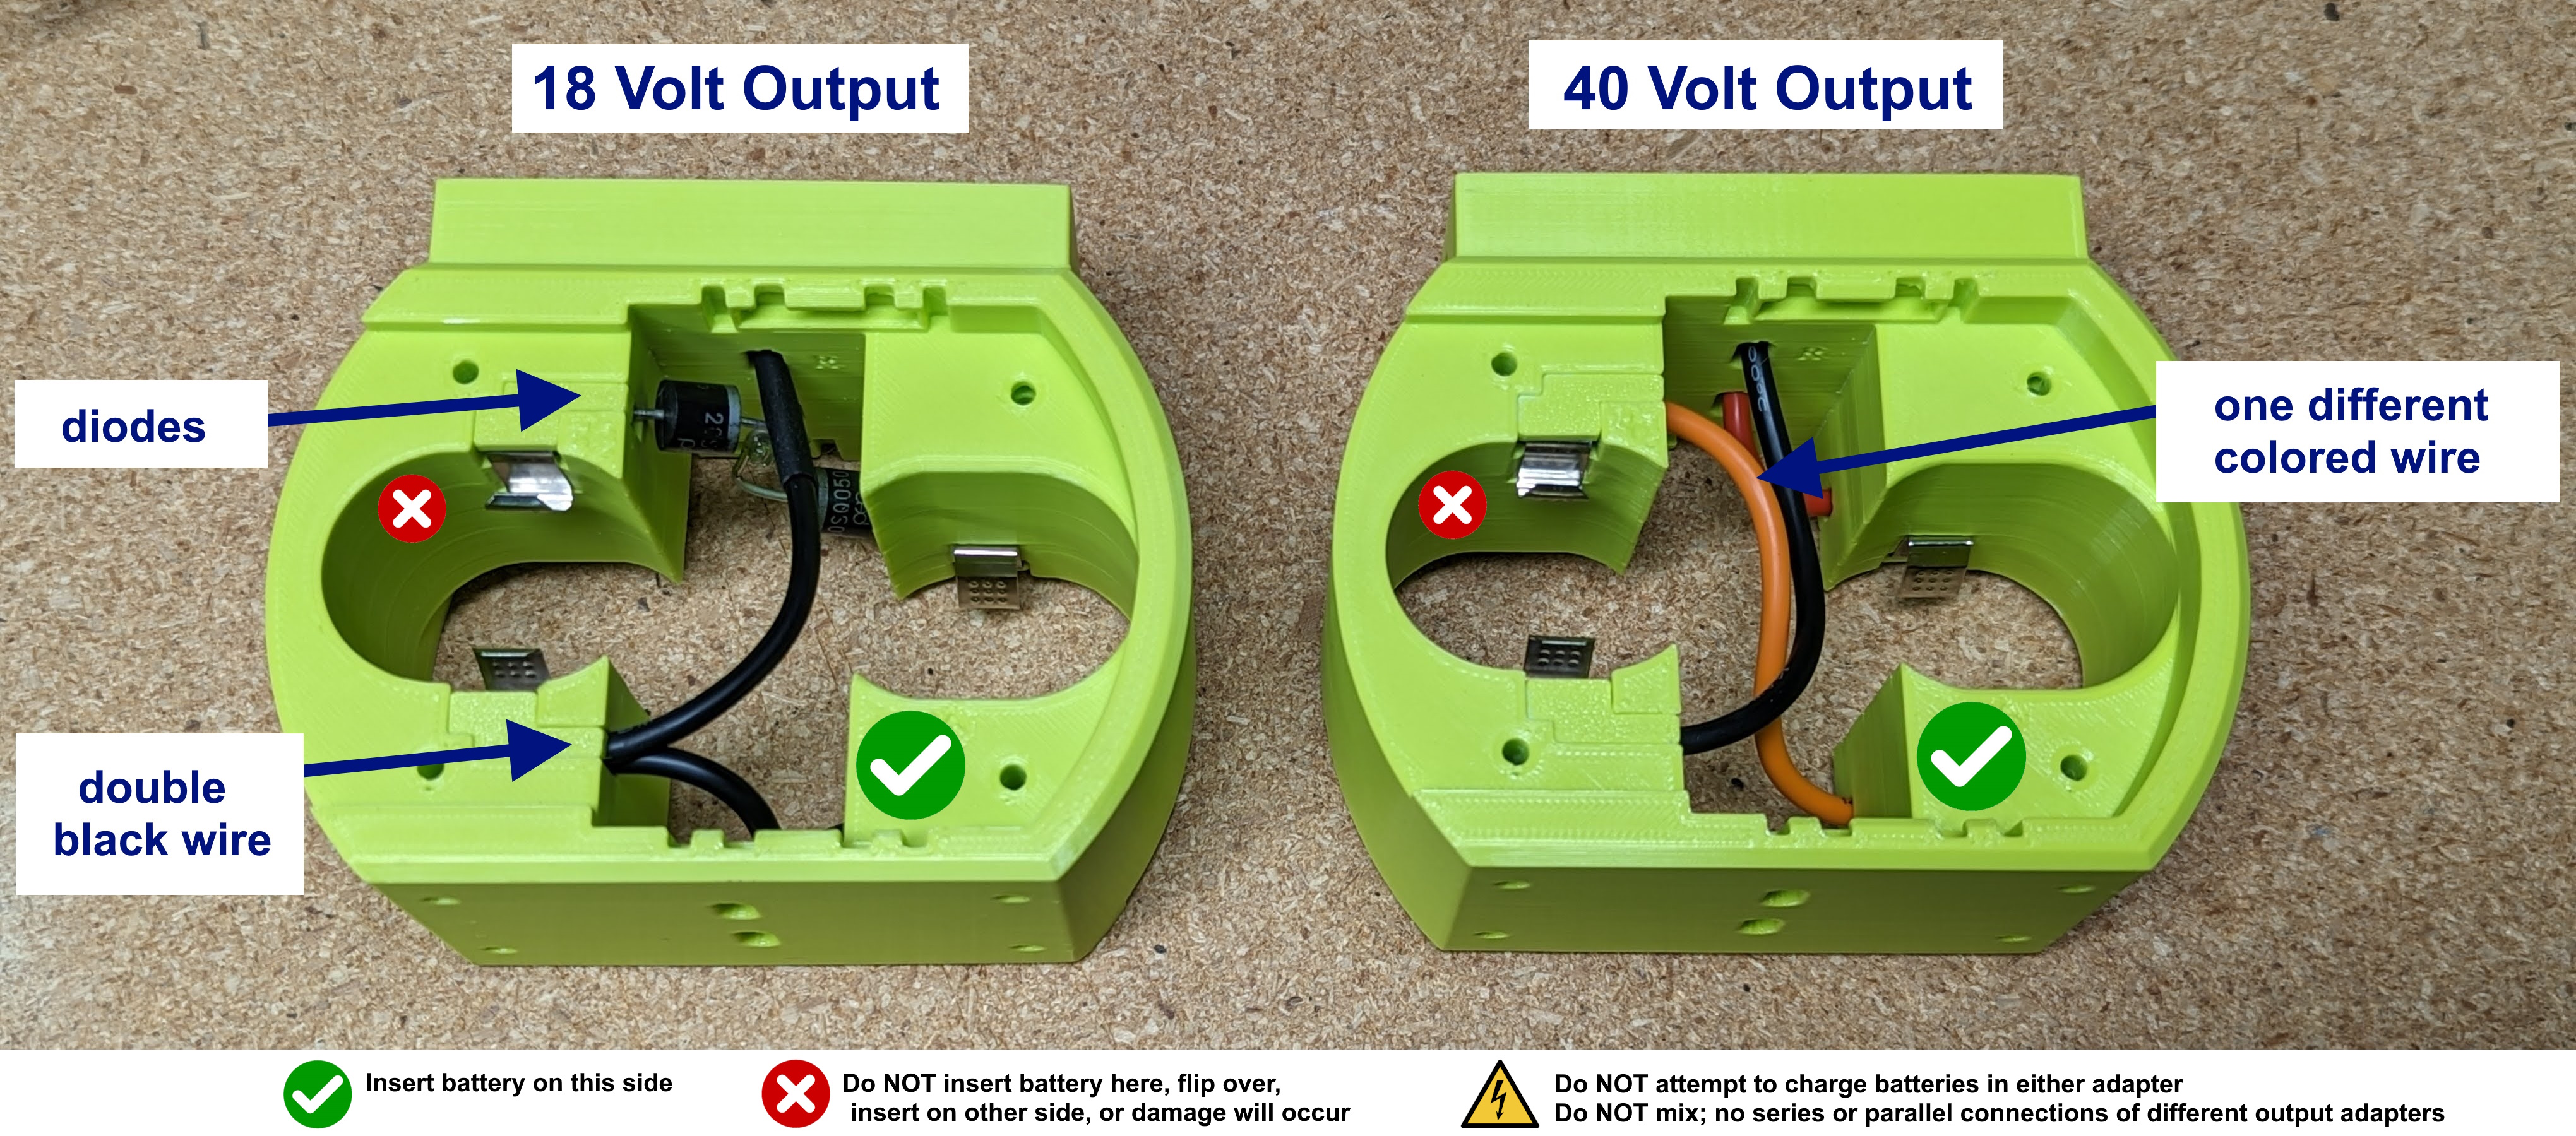 18 Volt Output
40 Volt Output
diodes
one different
colored wire
double
black wire
Insert battery on this side
Do NOT insert battery here, flip over,
insert on other side, or damage will occur
Do NOT attempt to charge batteries in either adapter
Do NOT mix; no series or parallel connections of different output adapters